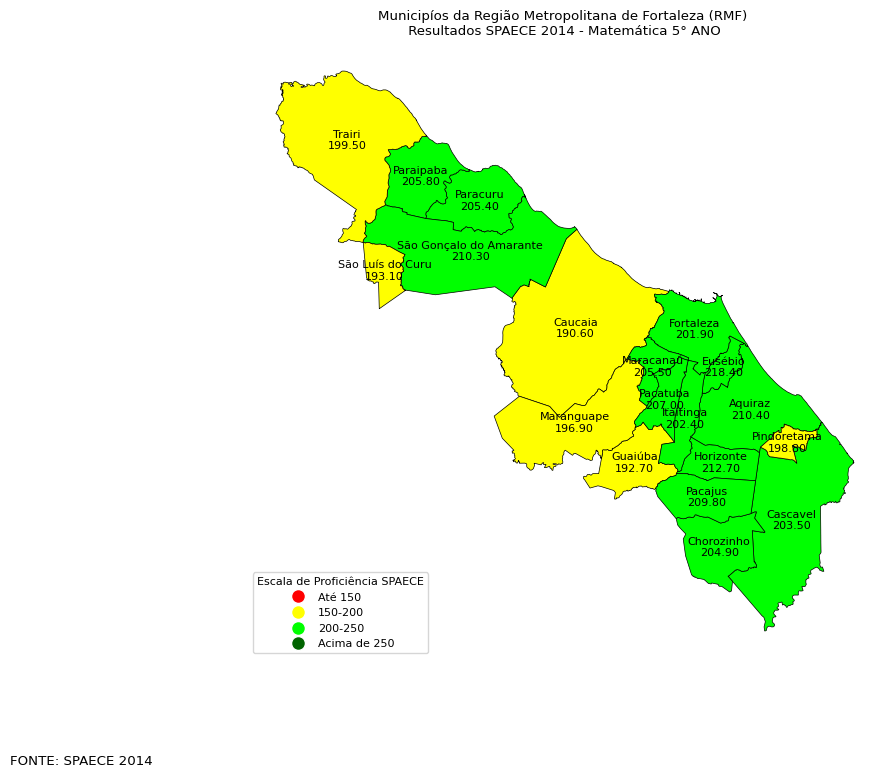 Municipíos da Região Metropolitana de Fortaleza (RMF)
Resultados SPAECE 2014 - Matemática 5° ANO
Trairi
199.50
Paraipaba
205.80
Paracuru
205.40
São Gonçalo do Amarante
210.30
São Luís do Curu
193.10
Caucaia
190.60
Fortaleza
201.90
Maracanaú
205.50
Eusébio
218.40
Pacatuba
207.00
Itaitinga
202.40
Aquiraz
210.40
Maranguape
196.90
Pindoretama
198.80
Guaiúba
192.70
Horizonte
212.70
Pacajus
209.80
Cascavel
203.50
Chorozinho
204.90
Escala de Proficiência SPAECE
Até 150
150-200
200-250
Acima de 250
FONTE: SPAECE 2014